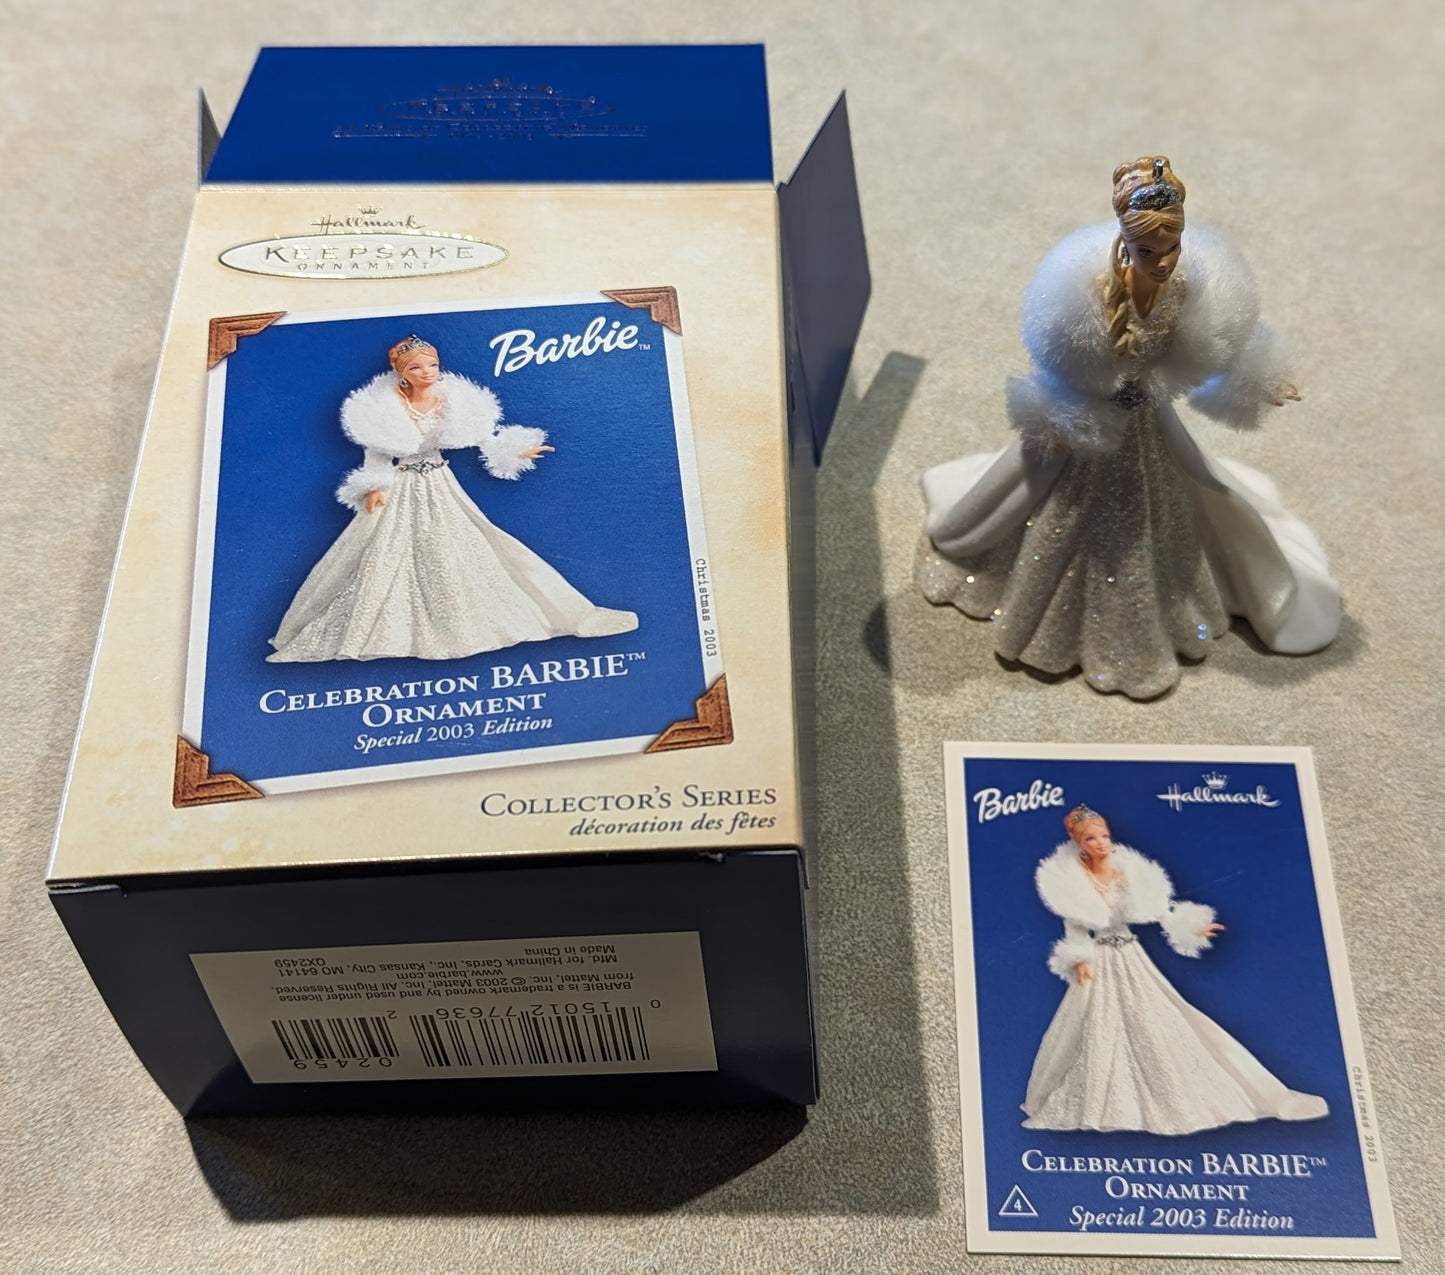 Hallmark
KEEPSAKE
ORNAMENT
Barbie™
Christmas 2003
CELEBRATION BARBIE™
ORNAMENT
Special 2003 Edition
COLLECTOR'S SERIES
décoration des fêtes
0 15012 77636 2
02459
BARBIE is a trademark owned by and used under license
from Mattel, Inc. © 2003 Mattel, Inc. All Rights Reserved.
www.barbie.com
Mfd. for Hallmark Cards, Inc., Kansas City, MO 64141
Made in China
QX2459
Barbie
Hallmark
Christmas 2003
CELEBRATION BARBIE™
ORNAMENT
4
Special 2003 Edition